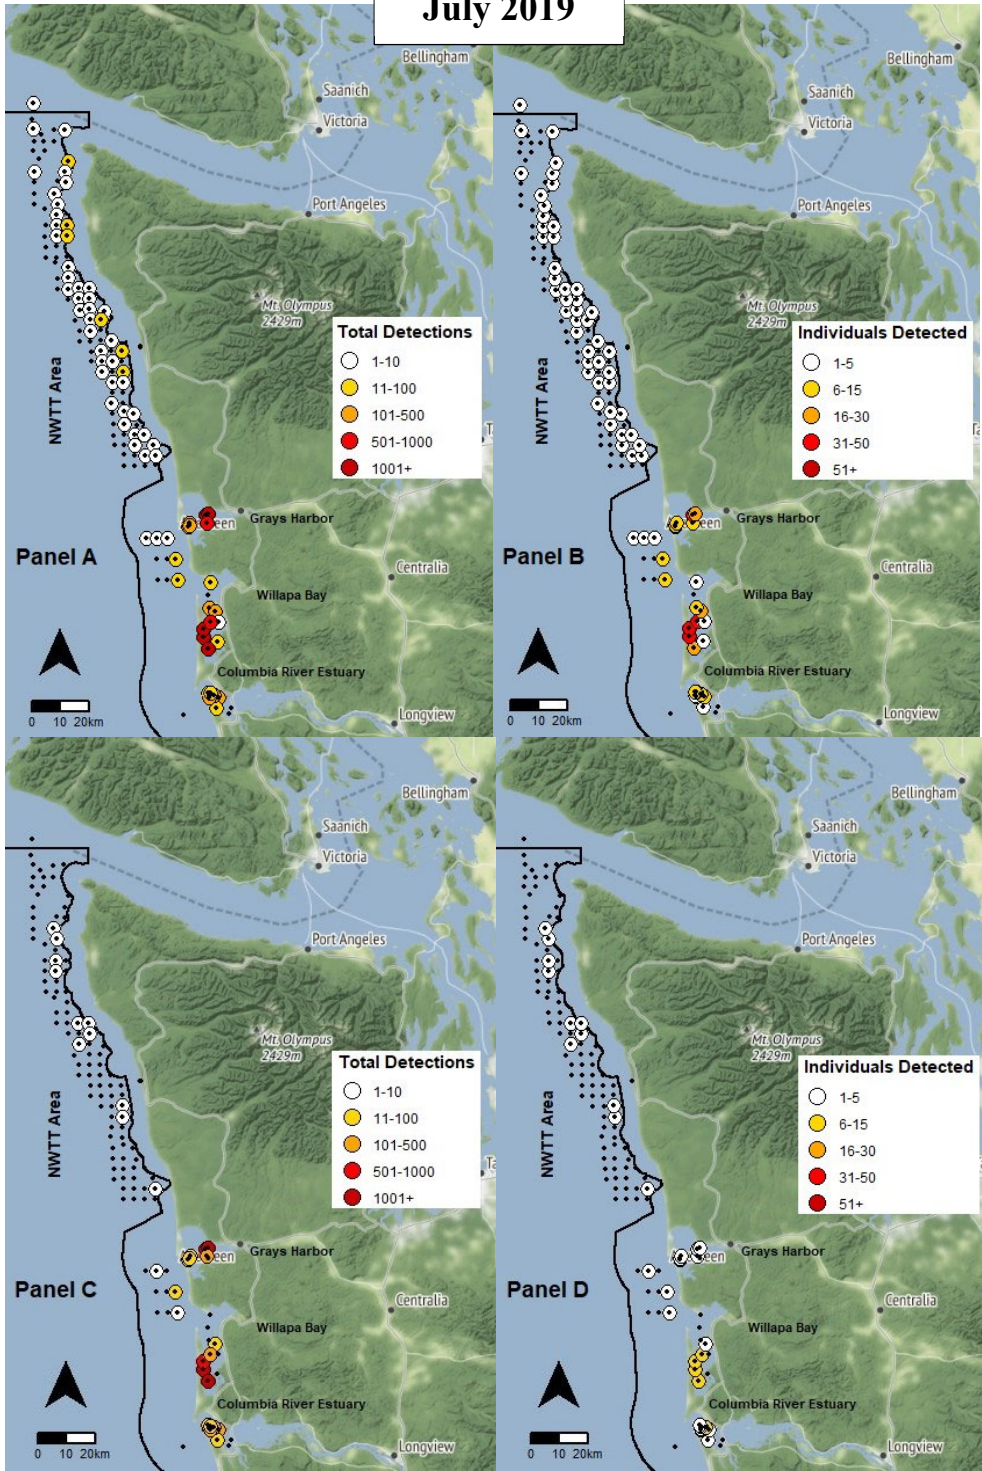 July 2019
Bellingham
Saanich
Victoria
Port Angeles
Mt. Olympus
2429m
Total Detections
1-10
11-100
101-500
501-1000
1001+
NWTT Area
Grays Harbor
Panel A
Centralia
Willapa Bay
Columbia River Estuary
0 10 20km
Longview
Bellingham
Saanich
Victoria
Port Angeles
Mt. Olympus
2429m
Individuals Detected
1-5
6-15
16-30
31-50
51+
NWTT Area
Grays Harbor
Panel B
Centralia
Willapa Bay
Columbia River Estuary
0 10 20km
Longview
Bellingham
Saanich
Victoria
Port Angeles
Mt. Olympus
2429m
Total Detections
1-10
11-100
101-500
501-1000
1001+
NWTT Area
Grays Harbor
Panel C
Centralia
Willapa Bay
Columbia River Estuary
0 10 20km
Longview
Bellingham
Saanich
Victoria
Port Angeles
Mt. Olympus
2429m
Individuals Detected
1-5
6-15
16-30
31-50
51+
NWTT Area
Grays Harbor
Panel D
Centralia
Willapa Bay
Columbia River Estuary
0 10 20km
Longview